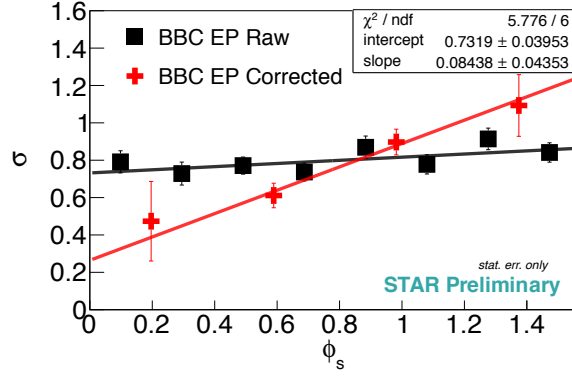 χ² / ndf 5.776 / 6
intercept 0.7319 ± 0.03953
slope 0.08438 ± 0.04353
BBC EP Raw
BBC EP Corrected
1.6
1.4
1.2
1
0.8
0.6
0.4
0.2
0
σ
stat. err. only
STAR Preliminary
0 0.2 0.4 0.6 0.8 1 1.2 1.4
ϕs